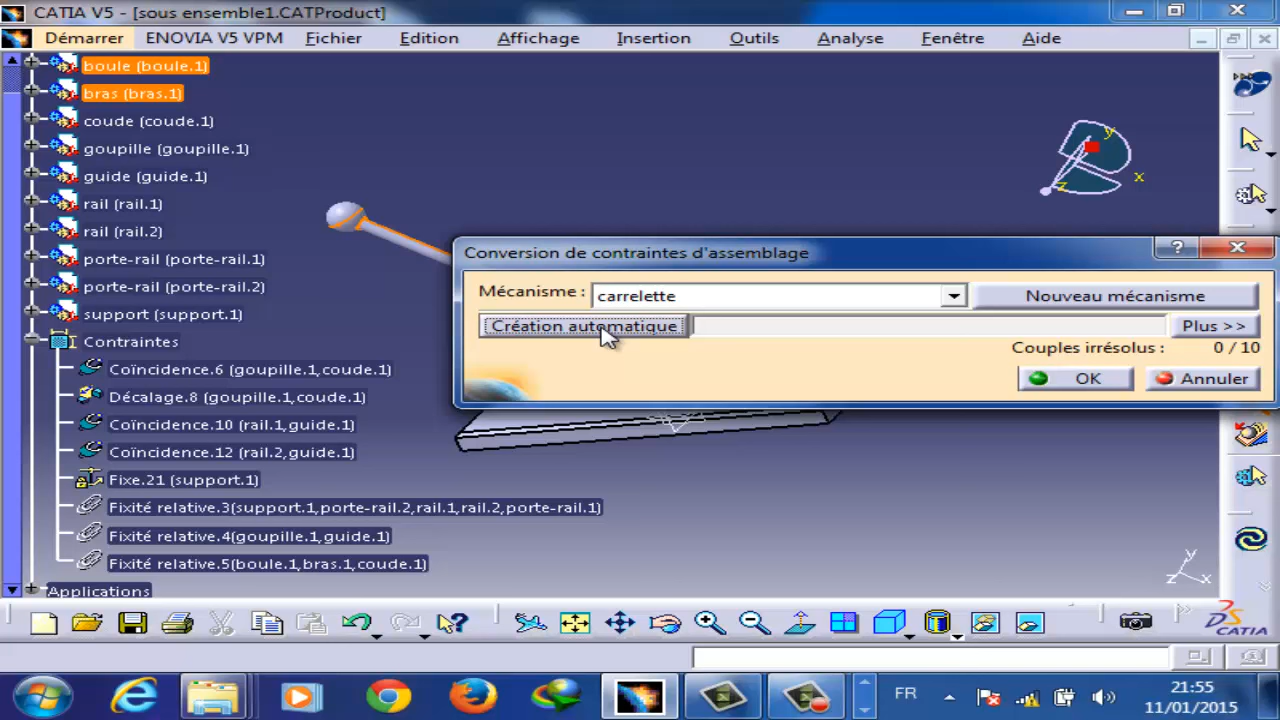 CATIA V5 - [sous ensemble1.CATProduct]
Démarrer ENOVIA V5 VPM Fichier Edition Affichage Insertion Outils Analyse Fenêtre Aide
boule (boule.1)
bras (bras.1)
coude (coude.1)
goupille (goupille.1)
guide (guide.1)
rail (rail.1)
rail (rail.2)
porte-rail (porte-rail.1)
porte-rail (porte-rail.2)
support (support.1)
Contraintes
Coïncidence.6 (goupille.1,coude.1)
Décalage.8 (goupille.1,coude.1)
Coïncidence.10 (rail.1,guide.1)
Coïncidence.12 (rail.2,guide.1)
Fixe.21 (support.1)
Fixité relative.3(support.1,porte-rail.2,rail.1,rail.2,porte-rail.1)
Fixité relative.4(goupille.1,guide.1)
Fixité relative.5(boule.1,bras.1,coude.1)
Applications
y
x
z
Conversion de contraintes d'assemblage
Mécanisme : carrelette Nouveau mécanisme
Création automatique Plus >>
Couples irrésolus : 0 / 10
OK Annuler
y
z x
DS CATIA
FR
21:55
11/01/2015